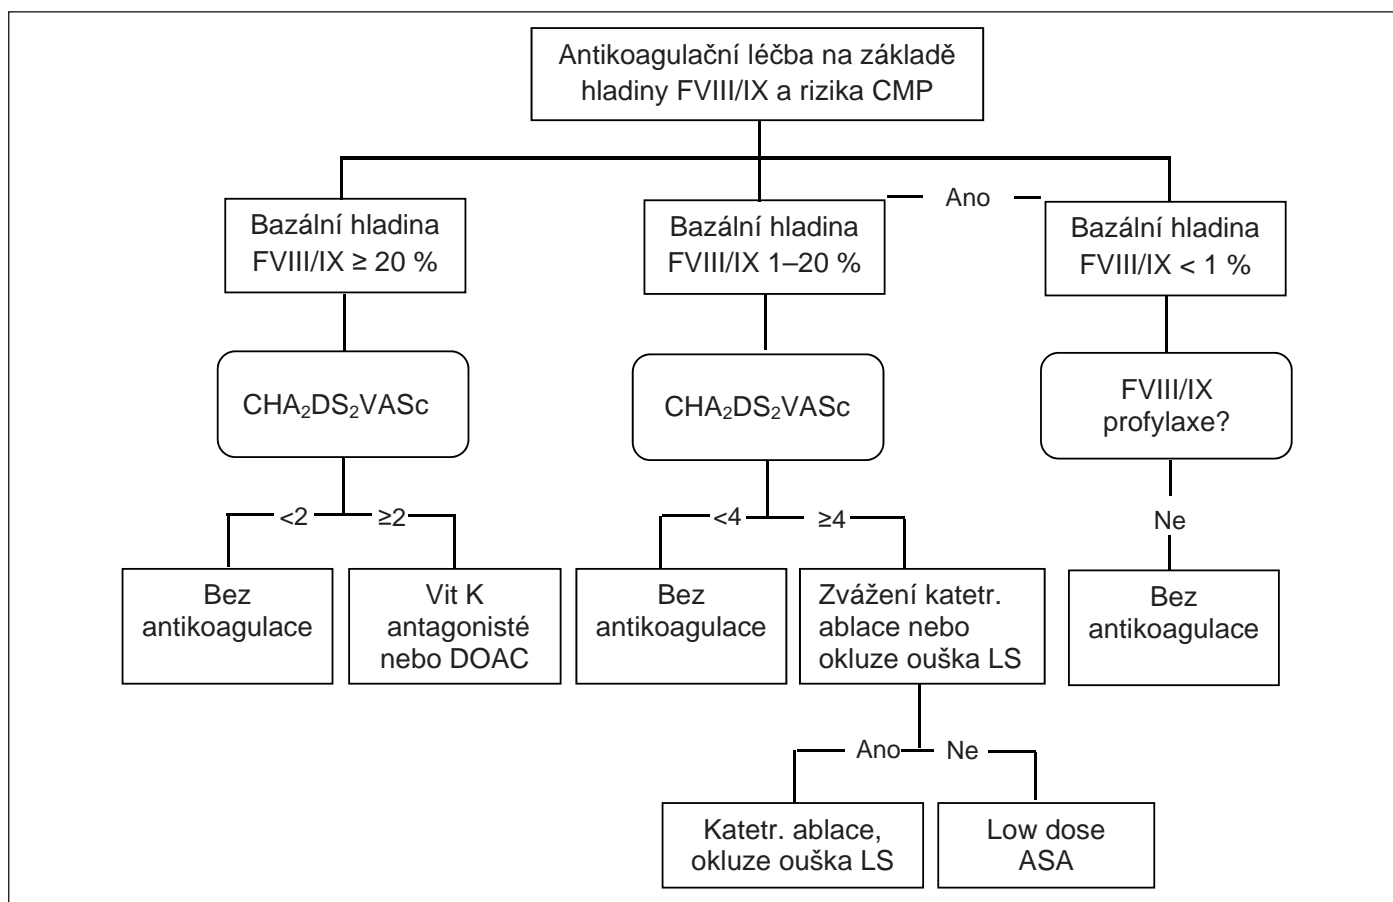 Antikoagulační léčba na základě
hladiny FVIII/IX a rizika CMP
Ano
Bazální hladina
FVIII/IX ≥ 20 %
Bazální hladina
FVIII/IX 1–20 %
Bazální hladina
FVIII/IX < 1 %
CHA₂DS₂VASc
CHA₂DS₂VASc
FVIII/IX
profylaxe?
<2
≥2
<4
≥4
Ne
Bez
antikoagulace
Vit K
antagonisté
nebo DOAC
Bez
antikoagulace
Zvážení katetr.
ablace nebo
okluze ouška LS
Bez
antikoagulace
Ano
Ne
Katetr. ablace,
okluze ouška LS
Low dose
ASA